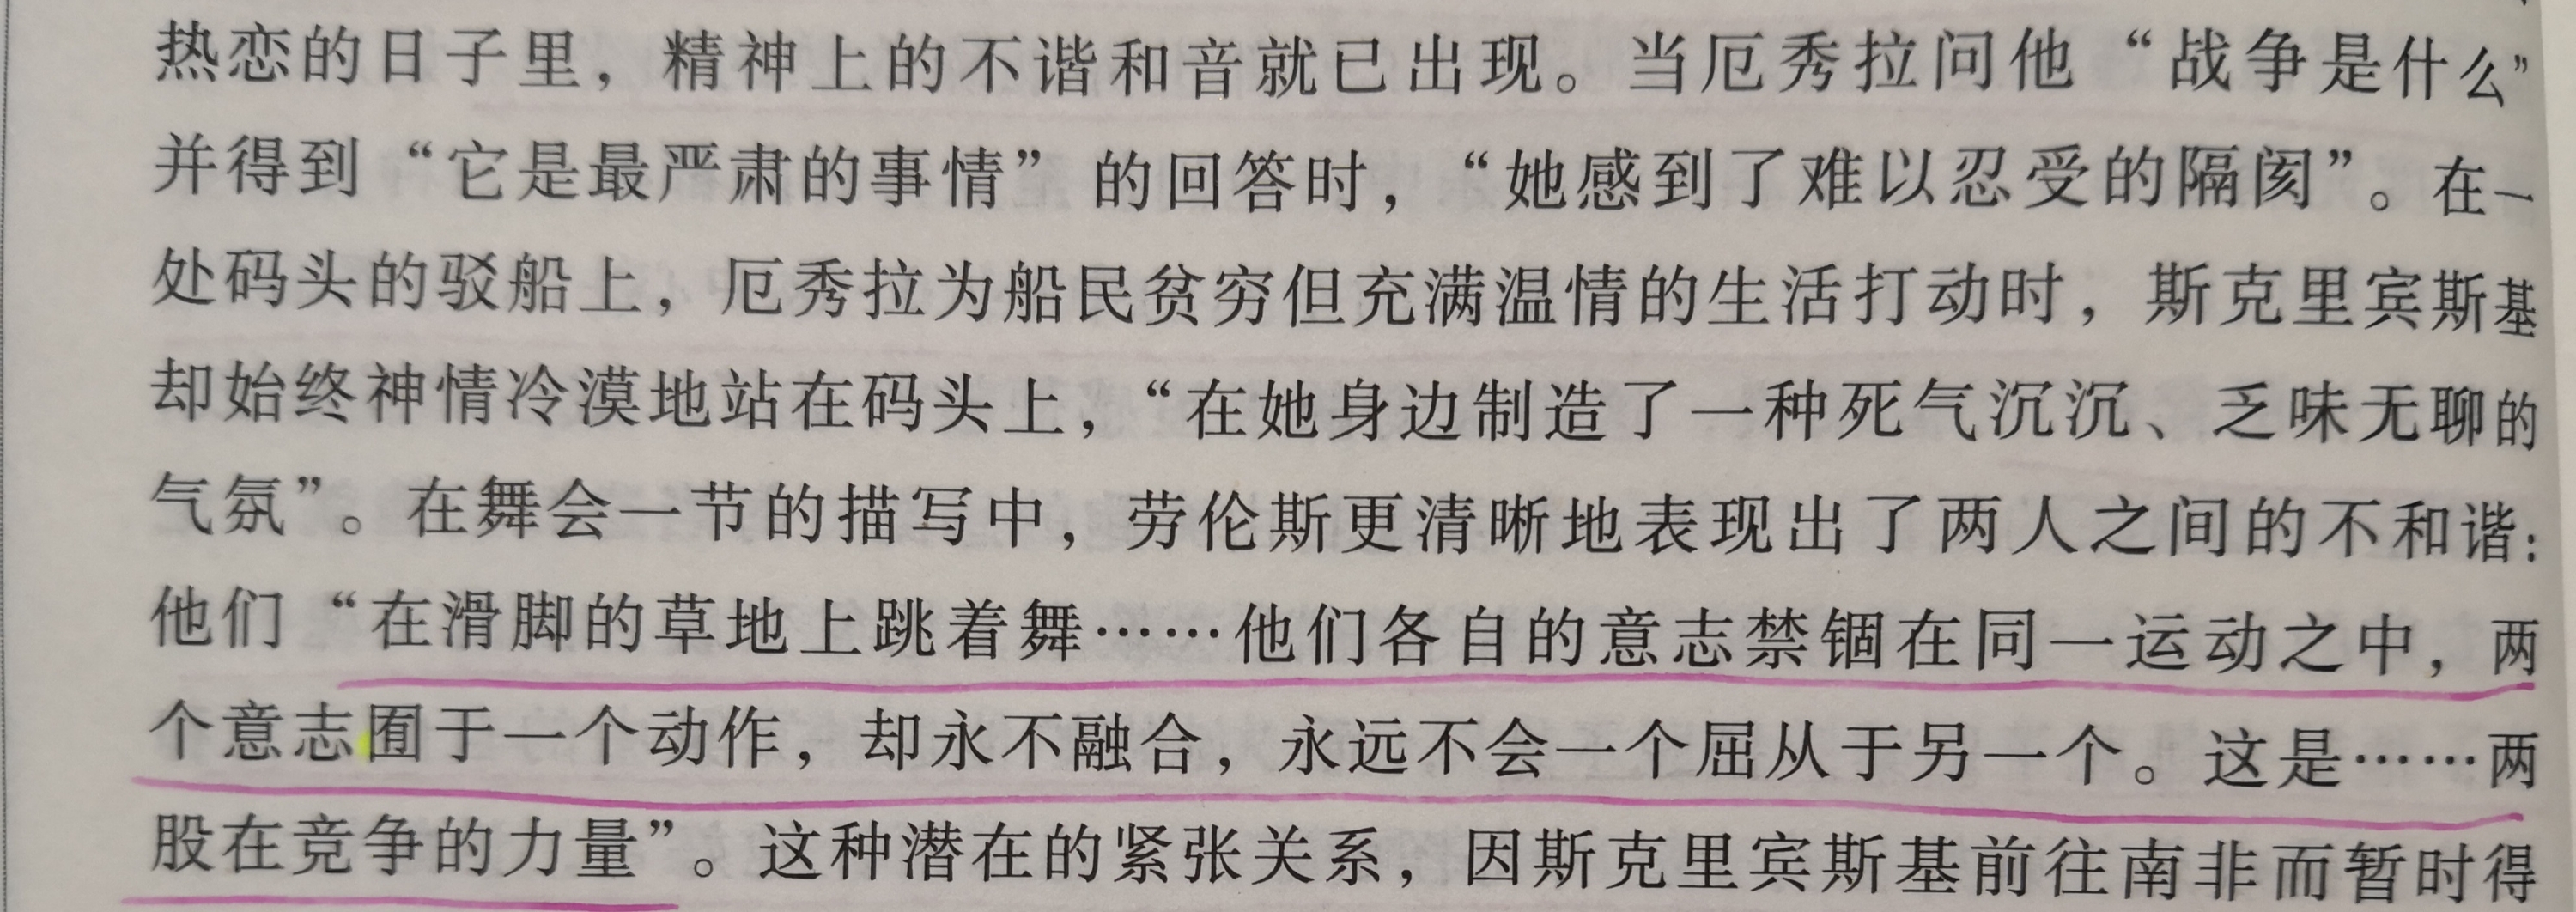 热恋的日子里，精神上的不谐和音就已出现。当厄秀拉问他“战争是什么”
并得到“它是最严肃的事情”的回答时，“她感到了难以忍受的隔阂”。在一
处码头的驳船上，厄秀拉为船民贫穷但充满温情的生活打动时，斯克里宾斯基
却始终神情冷漠地站在码头上，“在她身边制造了一种死气沉沉、乏味无聊的
气氛”。在舞会一节的描写中，劳伦斯更清晰地表现出了两人之间的不和谐：
他们“在滑脚的草地上跳着舞……他们各自的意志禁锢在同一运动之中，两
个意志囿于一个动作，却永不融合，永远不会一个屈从于另一个。这是……两
股在竞争的力量”。这种潜在的紧张关系，因斯克里宾斯基前往南非而暂时得